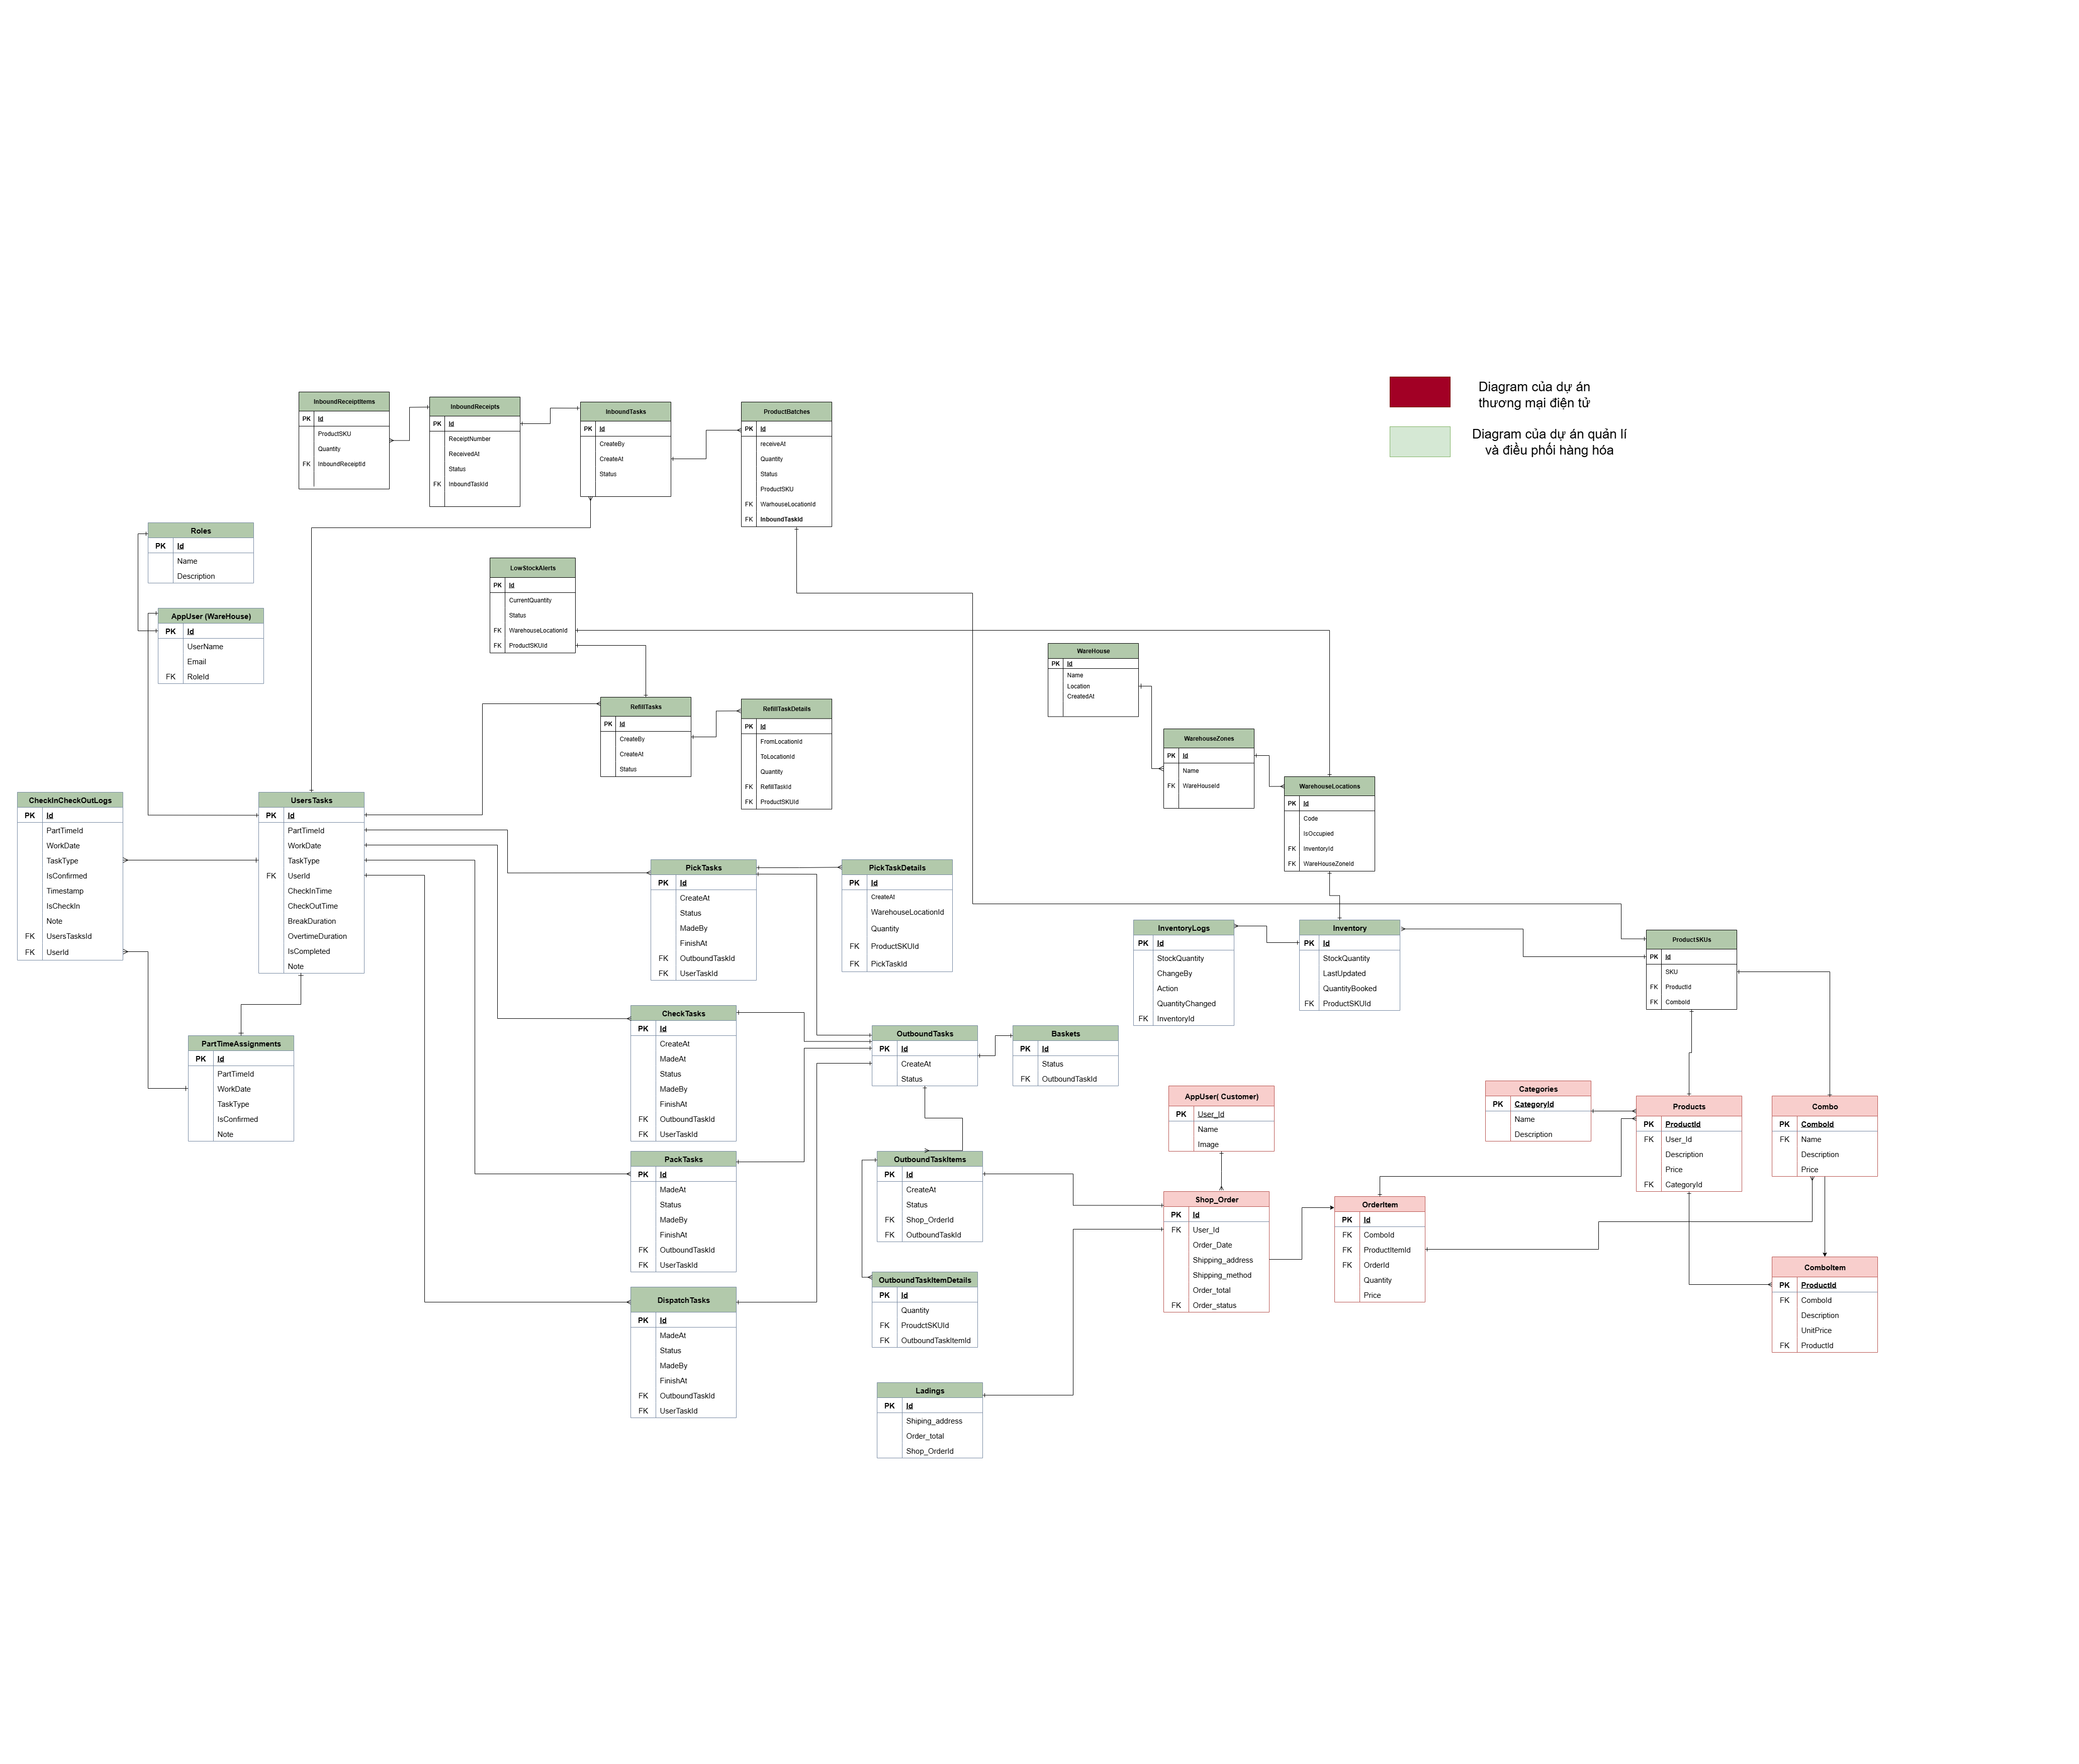 Diagram của dự án
thương mại điện tử
Diagram của dự án quản lí
và điều phối hàng hóa
InboundReceiptItems
PK Id
ProductSKU
Quantity
FK InboundReceiptId
InboundReceipts
PK Id
ReceiptNumber
ReceivedAt
Status
FK InboundTaskId
InboundTasks
PK Id
CreateBy
CreateAt
Status
ProductBatches
PK Id
receiveAt
Quantity
Status
ProductSKU
FK WarhouseLocationId
FK InboundTaskId
Roles
PK Id
Name
Description
AppUser (WareHouse)
PK Id
UserName
Email
FK RoleId
LowStockAlerts
PK Id
CurrentQuantity
Status
FK WarehouseLocationId
FK ProductSKUId
WareHouse
PK Id
Name
Location
CreatedAt
RefillTasks
PK Id
CreateBy
CreateAt
Status
RefillTaskDetails
PK Id
FromLocationId
ToLocationId
Quantity
FK RefillTaskId
FK ProductSKUId
WarehouseZones
PK Id
Name
FK WareHouseId
WarehouseLocations
PK Id
Code
IsOccupied
FK InventoryId
FK WareHouseZoneId
CheckInCheckOutLogs
PK Id
PartTimeId
WorkDate
TaskType
IsConfirmed
Timestamp
IsCheckIn
Note
FK UsersTasksId
FK UserId
UsersTasks
PK Id
PartTimeId
WorkDate
TaskType
FK UserId
CheckInTime
CheckOutTime
BreakDuration
OvertimeDuration
IsCompleted
Note
PickTasks
PK Id
CreateAt
Status
MadeBy
FinishAt
FK OutboundTaskId
FK UserTaskId
PickTaskDetails
PK Id
CreateAt
WarehouseLocationId
Quantity
FK ProductSKUId
FK PickTaskId
InventoryLogs
PK Id
StockQuantity
ChangeBy
Action
QuantityChanged
FK InventoryId
Inventory
PK Id
StockQuantity
LastUpdated
QuantityBooked
FK ProductSKUId
ProductSKUs
PK Id
SKU
FK ProductId
FK ComboId
PartTimeAssignments
PK Id
PartTimeId
WorkDate
TaskType
IsConfirmed
Note
CheckTasks
PK Id
CreateAt
MadeAt
Status
MadeBy
FinishAt
FK OutboundTaskId
FK UserTaskId
OutboundTasks
PK Id
CreateAt
Status
Baskets
PK Id
Status
FK OutboundTaskId
AppUser( Customer)
PK User_Id
Name
Image
Categories
PK CategoryId
Name
Description
Products
PK ProductId
FK User_Id
Description
Price
FK CategoryId
Combo
PK ComboId
FK Name
Description
Price
PackTasks
PK Id
MadeAt
Status
MadeBy
FinishAt
FK OutboundTaskId
FK UserTaskId
OutboundTaskItems
PK Id
CreateAt
Status
FK Shop_OrderId
FK OutboundTaskId
Shop_Order
PK Id
FK User_Id
Order_Date
Shipping_address
Shipping_method
Order_total
FK Order_status
OrderItem
PK Id
FK ComboId
FK ProductItemId
FK OrderId
Quantity
Price
ComboItem
PK ProductId
FK ComboId
Description
UnitPrice
FK ProductId
OutboundTaskItemDetails
PK Id
Quantity
FK ProudctSKUId
FK OutboundTaskItemId
DispatchTasks
PK Id
MadeAt
Status
MadeBy
FinishAt
FK OutboundTaskId
FK UserTaskId
Ladings
PK Id
Shiping_address
Order_total
Shop_OrderId